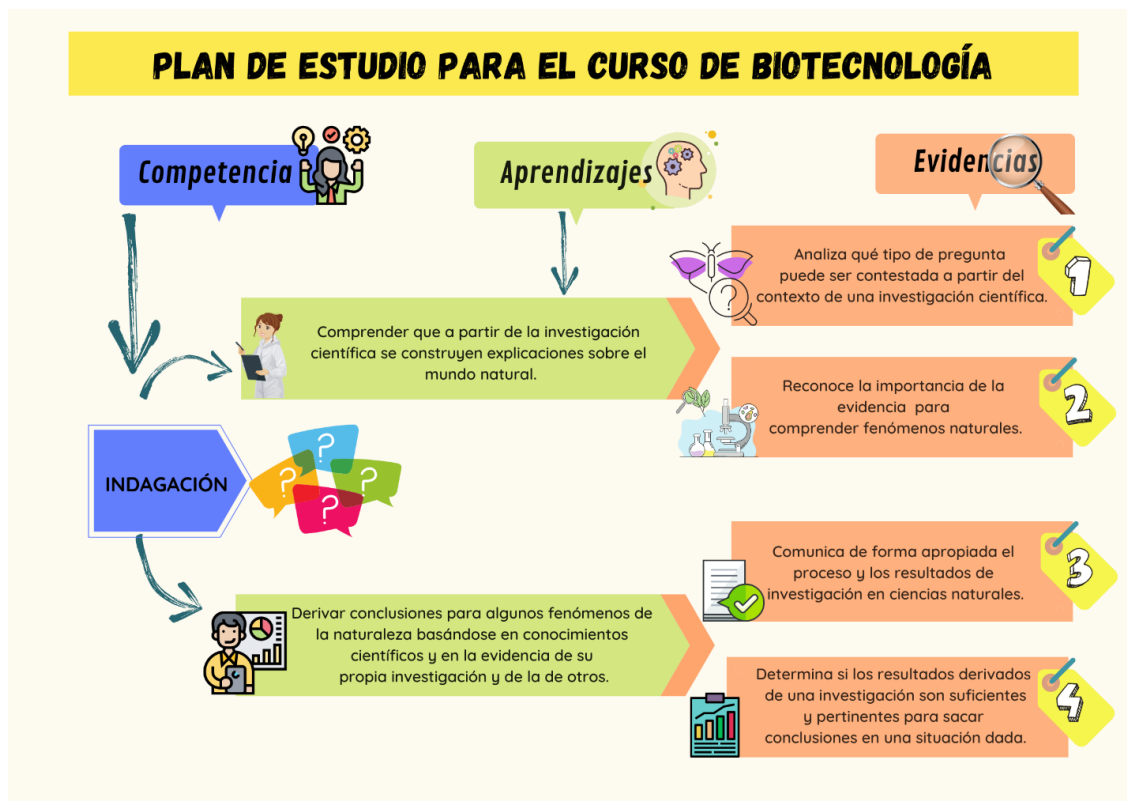 PLAN DE ESTUDIO PARA EL CURSO DE BIOTECNOLOGÍA
Competencia
Aprendizajes
Evidencias
Comprender que a partir de la investigación
científica se construyen explicaciones sobre el
mundo natural.
Analiza qué tipo de pregunta
puede ser contestada a partir del
contexto de una investigación científica.
1
Reconoce la importancia de la
evidencia para
comprender fenómenos naturales.
2
INDAGACIÓN
? ? ? ?
Derivar conclusiones para algunos fenómenos de
la naturaleza basándose en conocimientos
científicos y en la evidencia de su
propia investigación y de la de otros.
Comunica de forma apropiada el
proceso y los resultados de
investigación en ciencias naturales.
3
Determina si los resultados derivados
de una investigación son suficientes
y pertinentes para sacar
conclusiones en una situación dada.
4